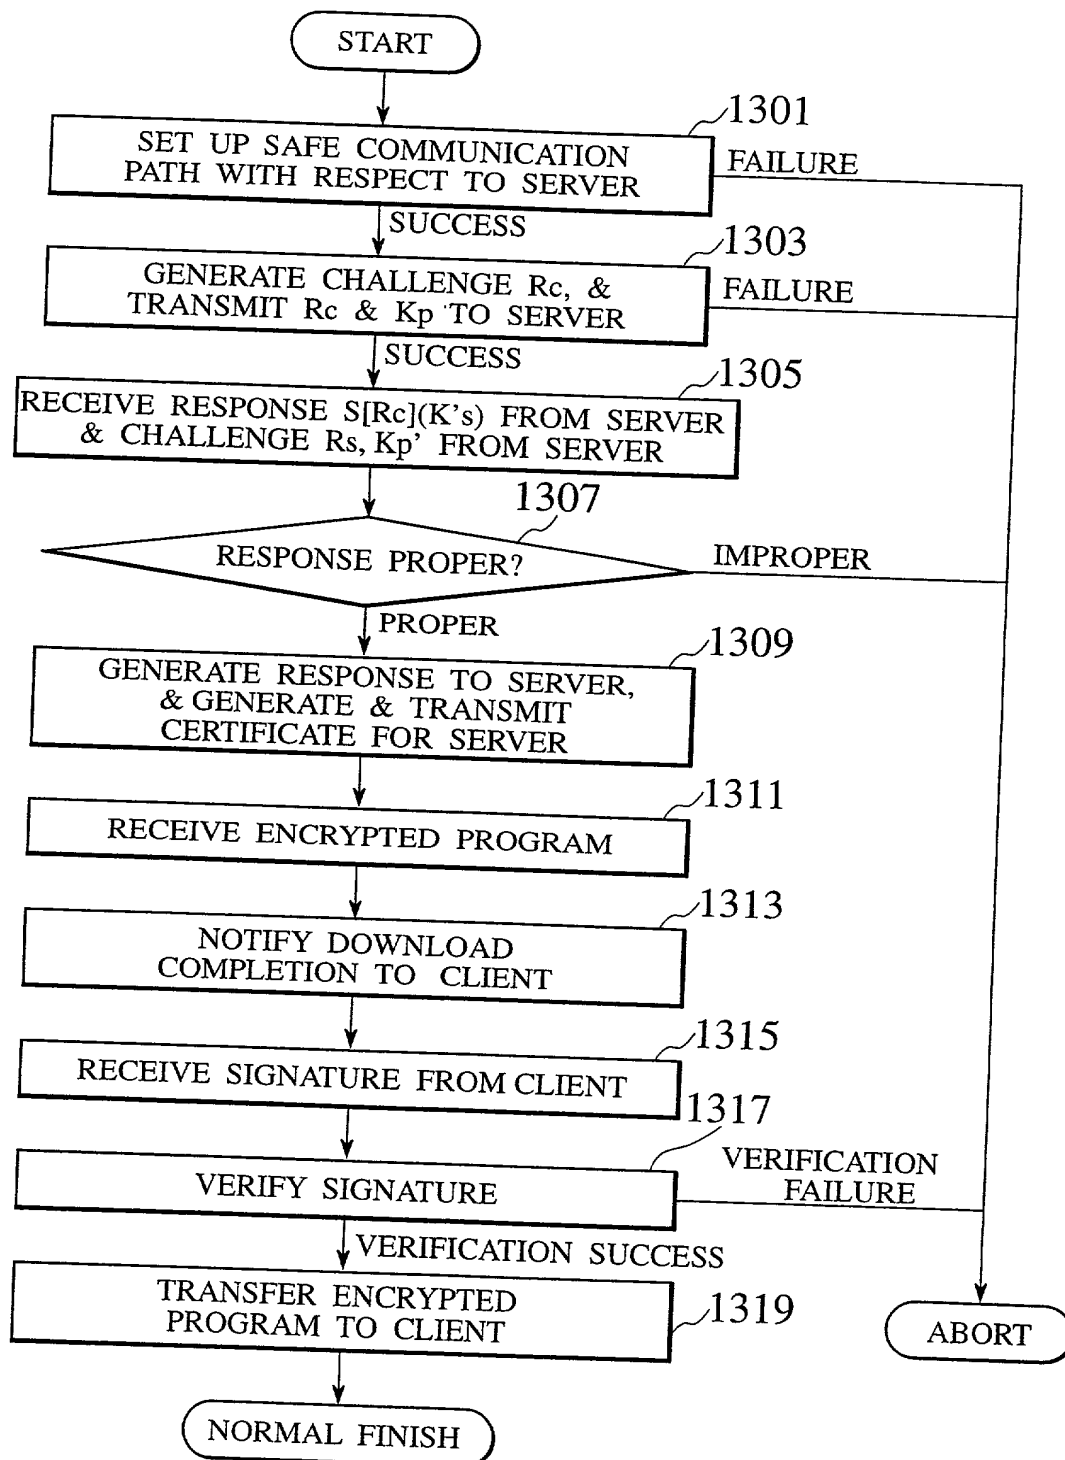 START
1301
SET UP SAFE COMMUNICATION
PATH WITH RESPECT TO SERVER
FAILURE
SUCCESS
1303
GENERATE CHALLENGE Rc, &
TRANSMIT Rc & Kp TO SERVER
FAILURE
SUCCESS
1305
RECEIVE RESPONSE S[Rc](K's) FROM SERVER
& CHALLENGE Rs, Kp' FROM SERVER
1307
RESPONSE PROPER?
IMPROPER
PROPER
1309
GENERATE RESPONSE TO SERVER,
& GENERATE & TRANSMIT
CERTIFICATE FOR SERVER
1311
RECEIVE ENCRYPTED PROGRAM
1313
NOTIFY DOWNLOAD
COMPLETION TO CLIENT
1315
RECEIVE SIGNATURE FROM CLIENT
1317
VERIFY SIGNATURE
VERIFICATION
FAILURE
VERIFICATION SUCCESS
TRANSFER ENCRYPTED
PROGRAM TO CLIENT
1319
ABORT
NORMAL FINISH